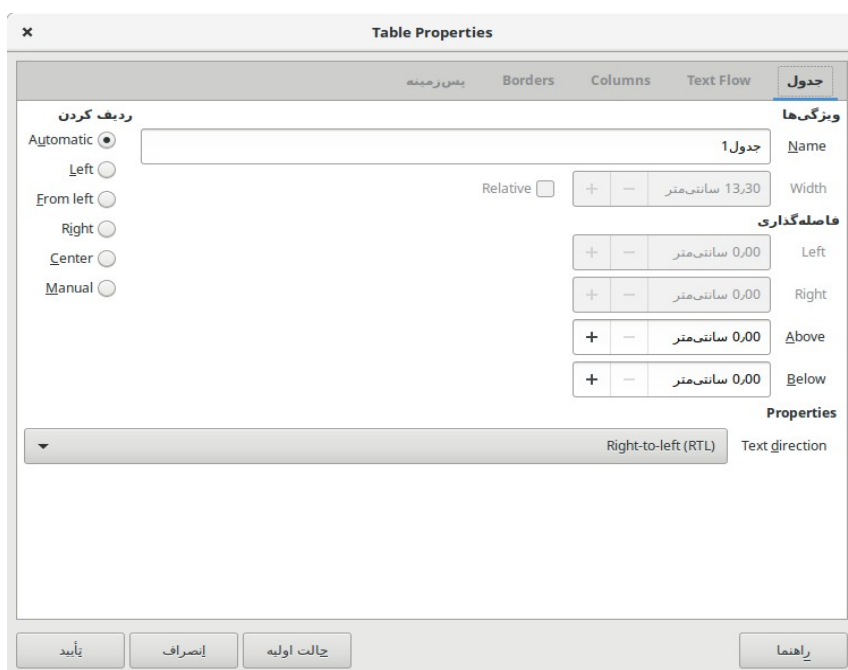 Table Properties
جدول Text Flow Columns Borders پس‌زمینه
ویژگی‌ها
Name جدول1
Width 13٫30 سانتی‌متر Relative
فاصله‌گذاری
Left 0٫00 سانتی‌متر
Right 0٫00 سانتی‌متر
Above 0٫00 سانتی‌متر
Below 0٫00 سانتی‌متر
Properties
Text direction Right-to-left (RTL)
ردیف کردن
Automatic
Left
From left
Right
Center
Manual
راهنما حالت اولیه انصراف تأیید